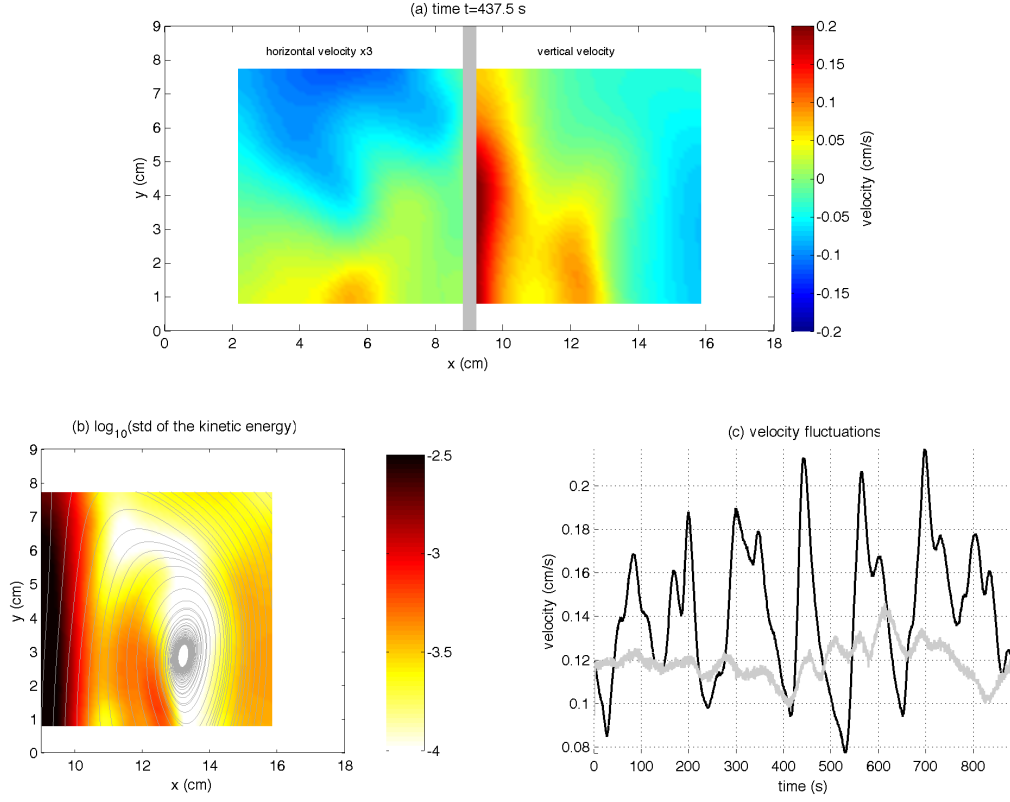 (a) time t=437.5 s
horizontal velocity x3
vertical velocity
9
8
7
6
5
4
3
2
1
0
y (cm)
0 2 4 6 8 10 12 14 16 18
x (cm)
0.2
0.15
0.1
0.05
0
-0.05
-0.1
-0.15
-0.2
velocity (cm/s)
(b) log10(std of the kinetic energy)
9
8
7
6
5
4
3
2
1
0
y (cm)
10 12 14 16 18
x (cm)
-2.5
-3
-3.5
-4
(c) velocity fluctuations
0.2
0.18
0.16
0.14
0.12
0.1
0.08
velocity (cm/s)
0 100 200 300 400 500 600 700 800
time (s)